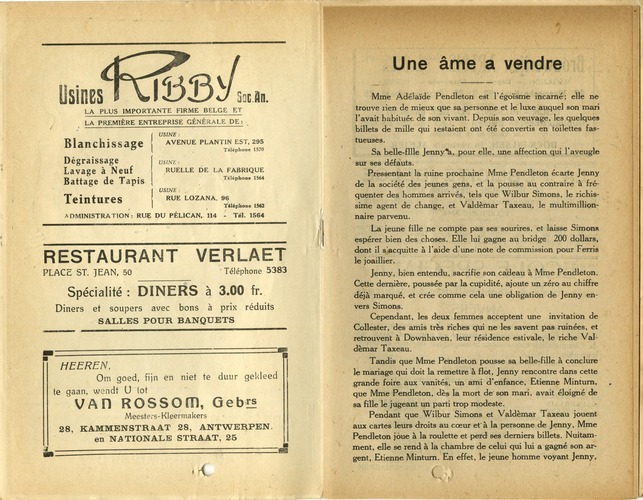 Usines RIBBY Soc. An.
LA PLUS IMPORTANTE FIRME BELGE ET
LA PREMIÈRE ENTREPRISE GÉNÉRALE DE:
Blanchissage
USINE:
AVENUE PLANTIN EST, 295
Téléphone 1570
Dégraissage
Lavage à Neuf
Battage de Tapis
USINE:
RUELLE DE LA FABRIQUE
Téléphone 1564
Teintures
USINE:
RUE LOZANA, 96
Téléphone 1563
ADMINISTRATION: RUE DU PÉLICAN, 114 - Tél. 1564
RESTAURANT VERLAET
PLACE ST. JEAN, 50 Téléphone 5383
Spécialité: DINERS à 3.00 fr.
Diners et soupers avec bons à prix réduits
SALLES POUR BANQUETS
HEEREN,
Om goed, fijn en niet te duur gekleed
te gaan, wendt U tot
VAN ROSSOM, Gebrs
Meesters-Kleermakers
28, KAMMENSTRAAT 28, ANTWERPEN.
en NATIONALE STRAAT, 25
Une âme a vendre
Mme Adélaïde Pendleton est l'égoïsme incarné; elle ne
trouve rien de mieux que sa personne et le luxe auquel son mari
l'avait habituée de son vivant. Depuis son veuvage, les quelques
billets de mille qui restaient ont été convertis en toilettes fas-
tueuses.
Sa belle-fIlle Jenny a, pour elle, une affection qui l'aveugle
sur ses défauts.
Pressentant la ruine prochaine Mme Pendleton écarte Jenny
de la société des jeunes gens, et la pousse au contraire à fré-
quenter des hommes arrivés, tels que Wilbur Simons, le richis-
sime agent de change, et Valdèmar Taxeau, le multimillion-
naire parvenu.
La jeune fille ne compte pas ses sourires, et laisse Simons
espérer bien des choses. Elle lui gagne au bridge 200 dollars,
dont il s'acquitte à l'aide d'une note de commission pour Ferris
le joaillier.
Jenny, bien entendu, sacrifie son cadeau à Mme Pendleton.
Cette dernière, poussée par la cupidité, ajoute un zéro au chiffre
déjà marqué, et crée comme cela une obligation de Jenny en-
vers Simons.
Cependant, les deux femmes acceptent une invitation de
Collester, des amis très riches qui ne les savent pas ruinées, et
retrouvent à Downhaven, leur résidence estivale, le riche Val-
dèmar Taxeau.
Tandis que Mme Pendleton pousse sa belle-fille à conclure
le mariage qui doit la remettre à flot, Jenny rencontre dans cette
grande foire aux vanités, un ami d'enfance, Etienne Minturn,
que Mme Pendleton, dès la mort de son mari, avait éloigné de
sa fille le jugeant un parti trop modeste.
Pendant que Wilbur Simons et Valdèmar Taxeau jouent
aux cartes leurs droits au cœur et à la personne de Jenny, Mme
Pendleton joue à la roulette et perd ses derniers billets. Nuitam-
ment, elle se rend à la chambre de celui qui lui a gagné son ar-
gent, Etienne Minturn. En effet, le jeune homme voyant Jenny,